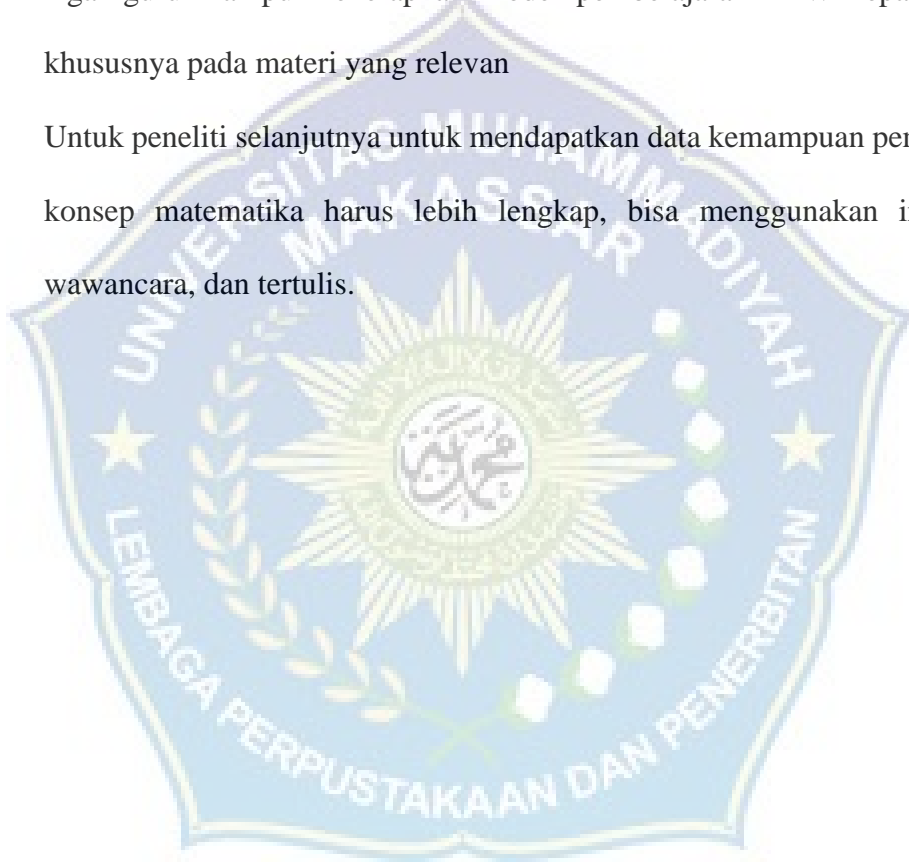 khususnya pada materi yang relevan
Untuk peneliti selanjutnya untuk mendapatkan data kemampuan
konsep matematika harus lebih lengkap, bisa menggunakan
wawancara, dan tertulis.
UNIVERSITAS MUHAMMADIYAH
MAKASSAR
LEMBAGA PERPUSTAKAAN DAN PENERBITAN